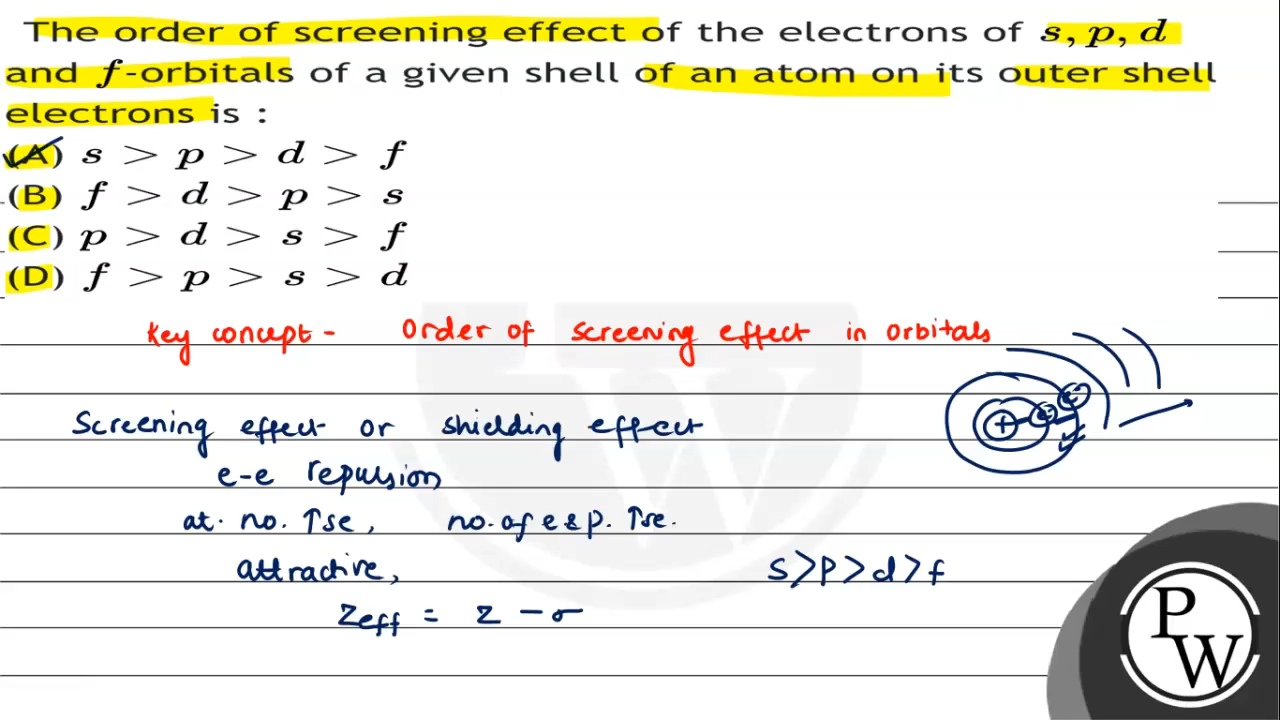 The order of screening effect of the electrons of s, p, d
and f-orbitals of a given shell of an atom on its outer shell
electrons is :
(A) s > p > d > f
(B) f > d > p > s
(C) p > d > s > f
(D) f > p > s > d
Key concept - Order of screening effect in orbitals
Screening effect or shielding effect
e-e repulsion
at. no. ↑se, no. of e & p. ↑se.
attractive, s>p>d>f
Zeff = Z - σ
+ e- e-
PW